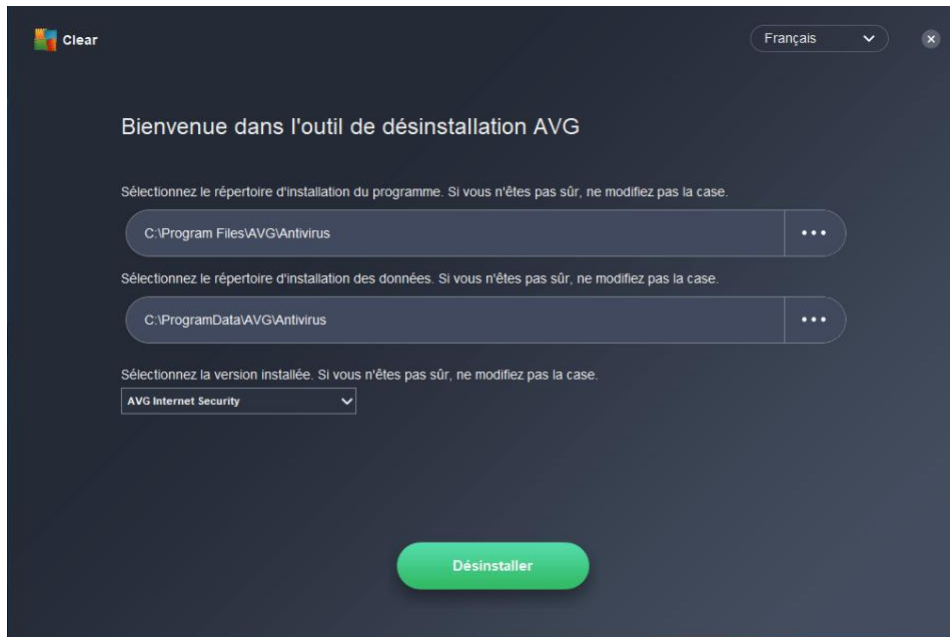 Clear
Français
Bienvenue dans l'outil de désinstallation AVG
Sélectionnez le répertoire d'installation du programme. Si vous n'êtes pas sûr, ne modifiez pas la case.
C:\Program Files\AVG\Antivirus
Sélectionnez le répertoire d'installation des données. Si vous n'êtes pas sûr, ne modifiez pas la case.
C:\ProgramData\AVG\Antivirus
Sélectionnez la version installée. Si vous n'êtes pas sûr, ne modifiez pas la case.
AVG Internet Security
Désinstaller